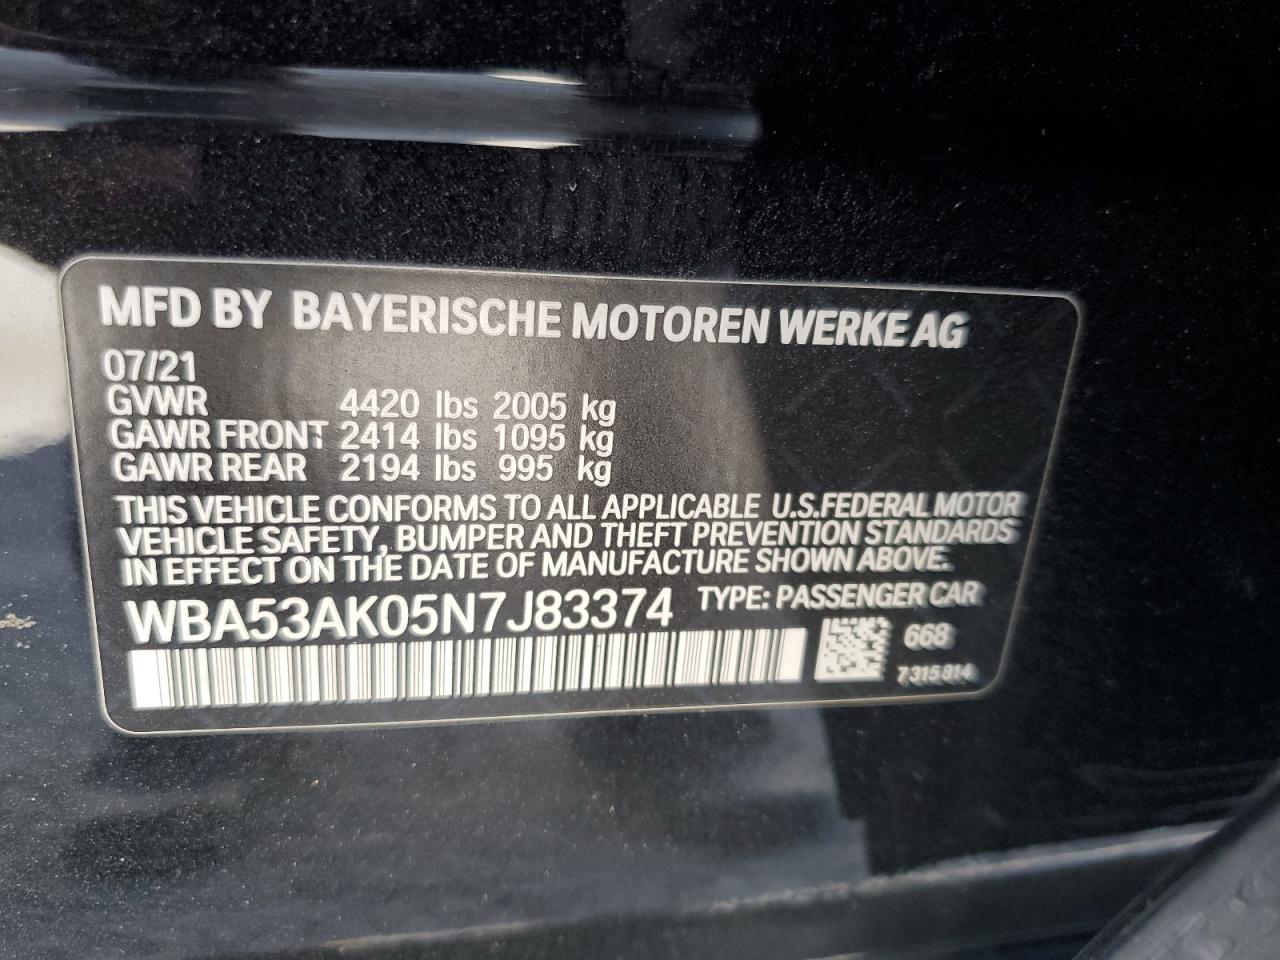 MFD BY BAYERISCHE MOTOREN WERKE AG
07/21
GVWR 4420 lbs 2005 kg
GAWR FRONT 2414 lbs 1095 kg
GAWR REAR 2194 lbs 995 kg
THIS VEHICLE CONFORMS TO ALL APPLICABLE U.S.FEDERAL MOTOR
VEHICLE SAFETY, BUMPER AND THEFT PREVENTION STANDARDS
IN EFFECT ON THE DATE OF MANUFACTURE SHOWN ABOVE.
WBA53AK05N7J83374 TYPE: PASSENGER CAR
668
7315814